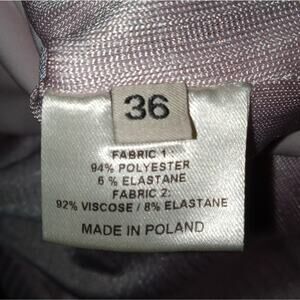 36
FABRIC 1:
94% POLYESTER
6 % ELASTANE
FABRIC 2:
92% VISCOSE / 8% ELASTANE
MADE IN POLAND